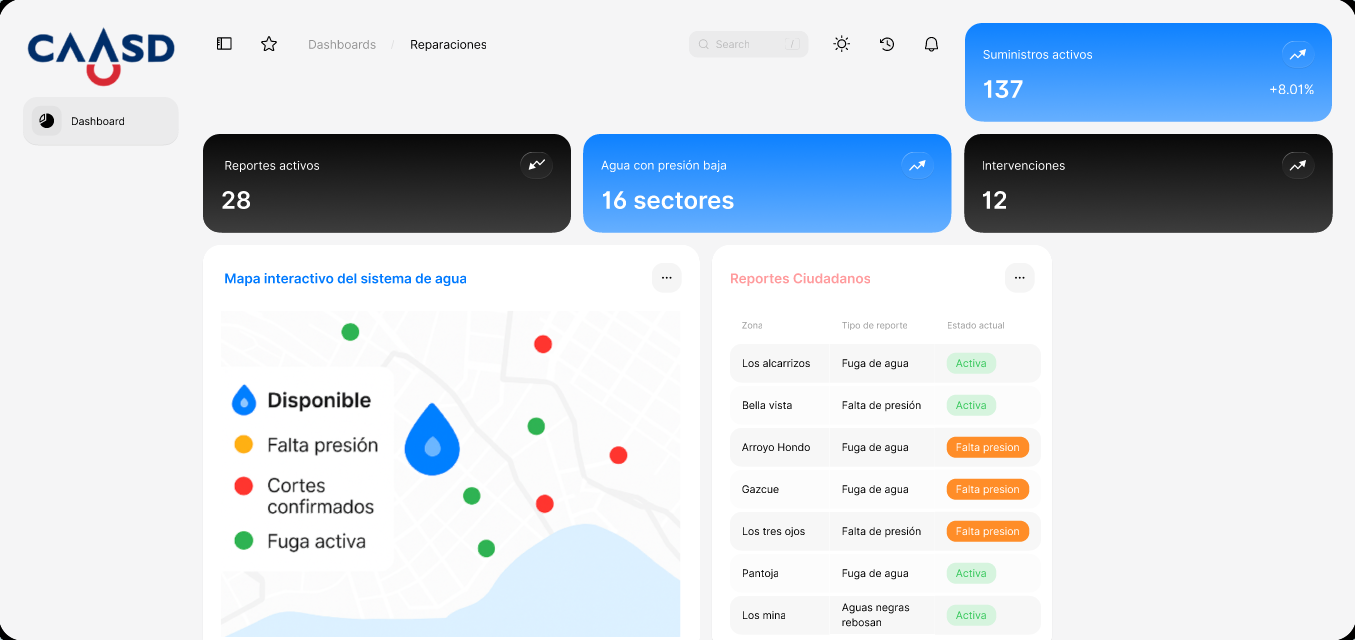 CAASD
Dashboards / Reparaciones
Search /
Dashboard
Suministros activos
137
+8.01%
Reportes activos
28
Agua con presión baja
16 sectores
Intervenciones
12
Mapa interactivo del sistema de agua
...
Disponible
Falta presión
Cortes
confirmados
Fuga activa
Reportes Ciudadanos
...
Zona Tipo de reporte Estado actual
Los alcarrizos Fuga de agua Activa
Bella vista Falta de presión Activa
Arroyo Hondo Fuga de agua Falta presion
Gazcue Fuga de agua Falta presion
Los tres ojos Falta de presión Falta presion
Pantoja Fuga de agua Activa
Los mina Aguas negras Activa
rebosan